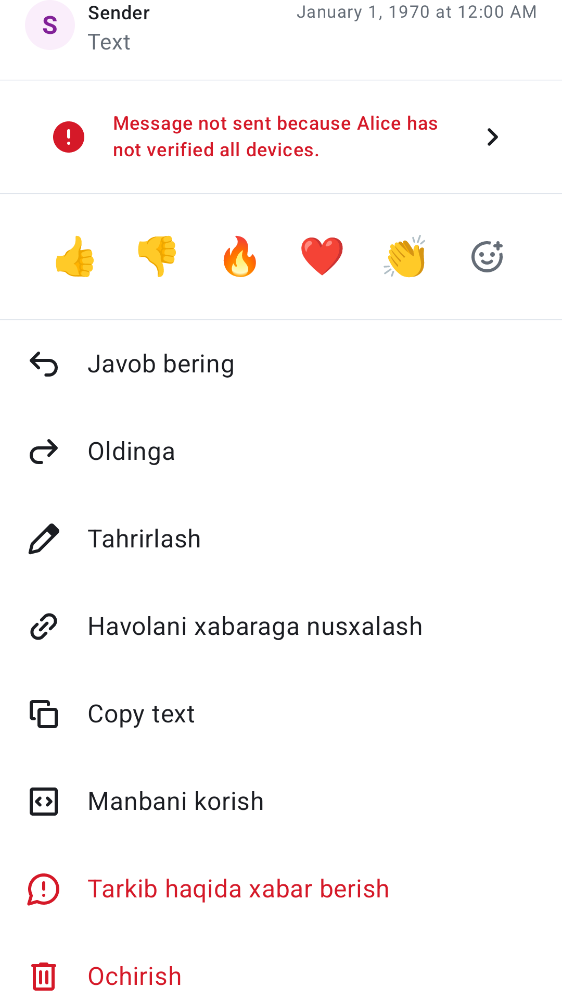 S
Sender
January 1, 1970 at 12:00 AM
Text
Message not sent because Alice has
not verified all devices.
Javob bering
Oldinga
Tahrirlash
Havolani xabaraga nusxalash
Copy text
Manbani korish
Tarkib haqida xabar berish
Ochirish